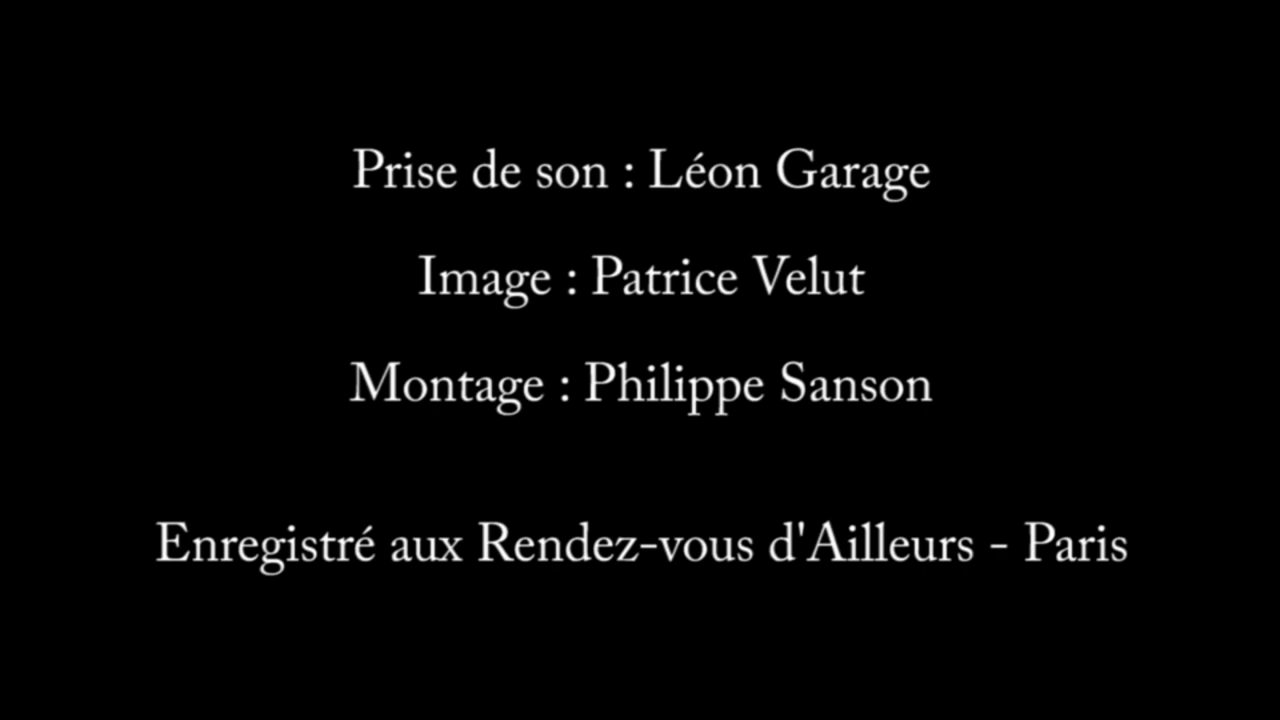 Prise de son : Léon Garage
Image : Patrice Velut
Montage : Philippe Sanson
Enregistré aux Rendez-vous d'Ailleurs - Paris